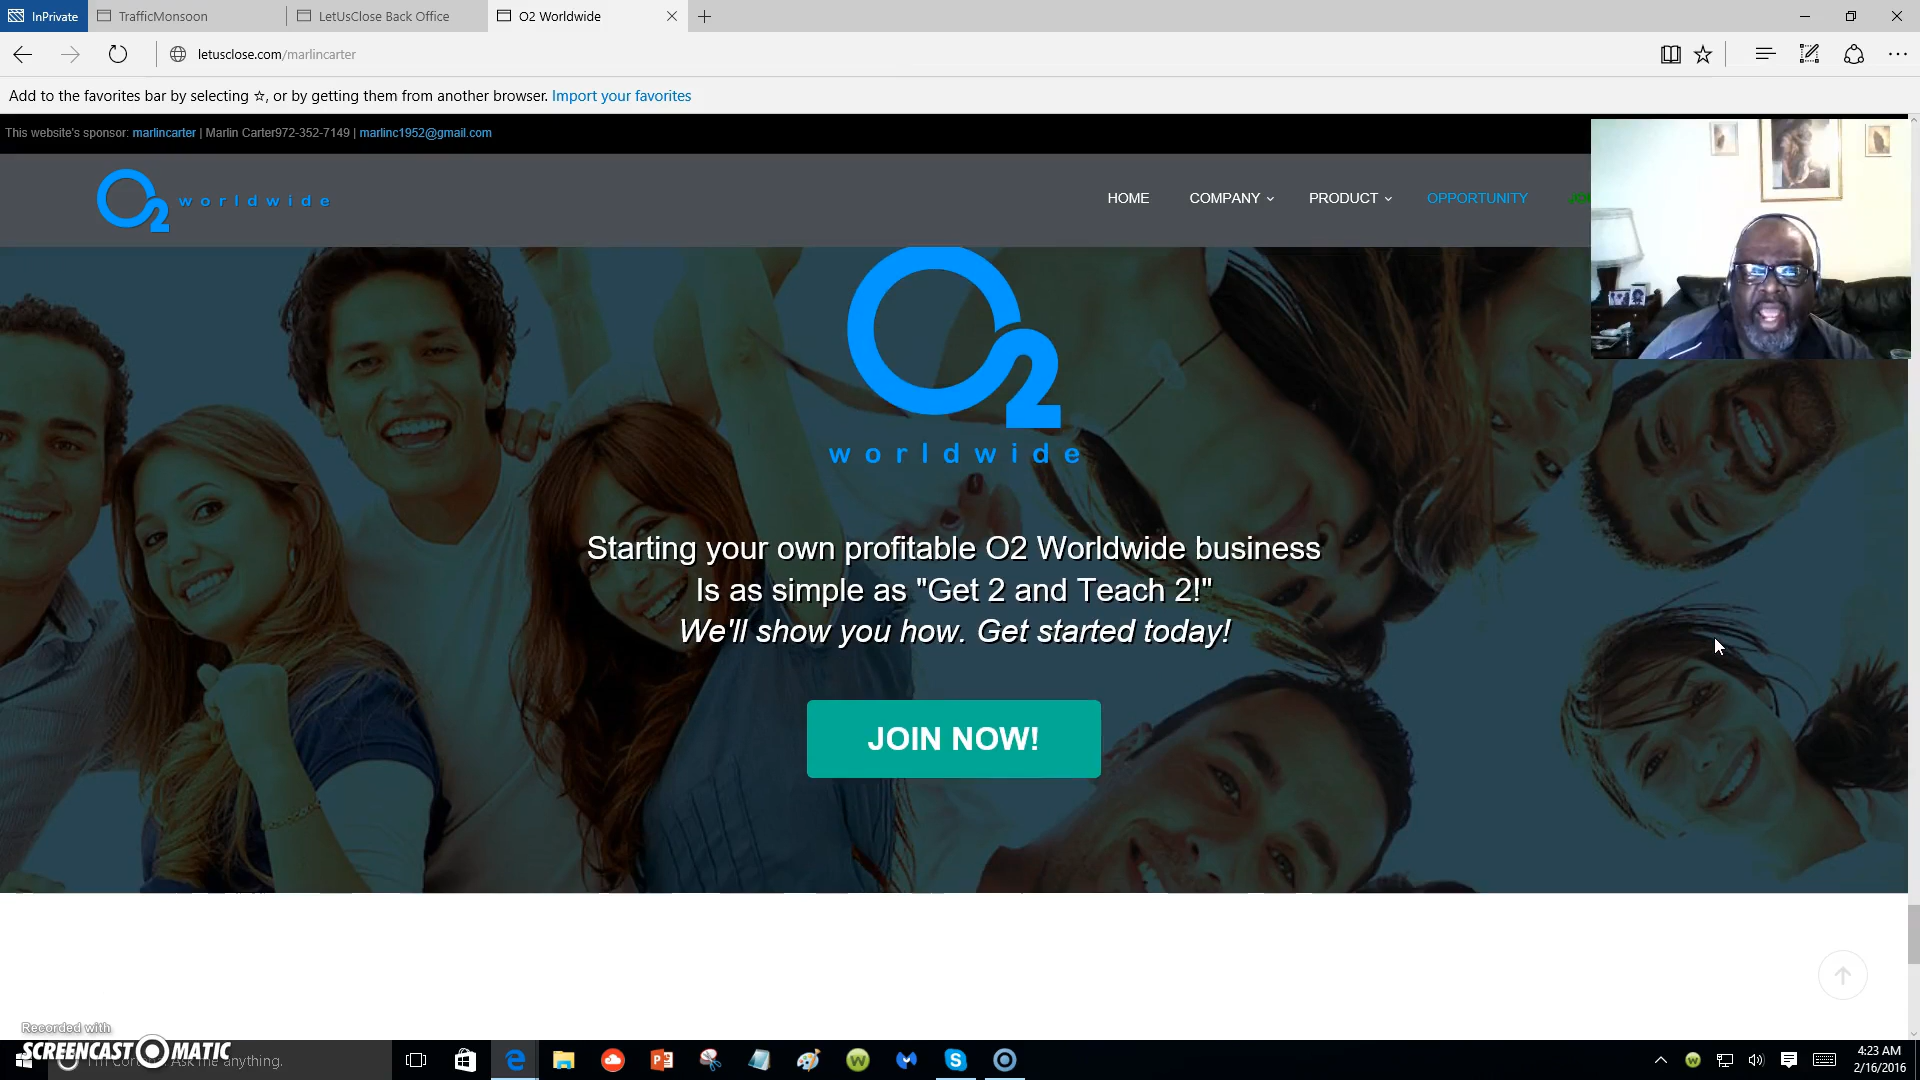 InPrivate
TrafficMonsoon
LetUsClose Back Office
O2 Worldwide
letusclose.com/marlincarter
Add to the favorites bar by selecting ☆, or by getting them from another browser. Import your favorites
This website's sponsor: marlincarter | Marlin Carter972-352-7149 | marlinc1952@gmail.com
O2 worldwide
HOME
COMPANY
PRODUCT
OPPORTUNITY
O2
worldwide
Starting your own profitable O2 Worldwide business
Is as simple as "Get 2 and Teach 2!"
We'll show you how. Get started today!
JOIN NOW!
Recorded with
SCREENCAST MATIC
Ask me anything.
4:23 AM
2/16/2016